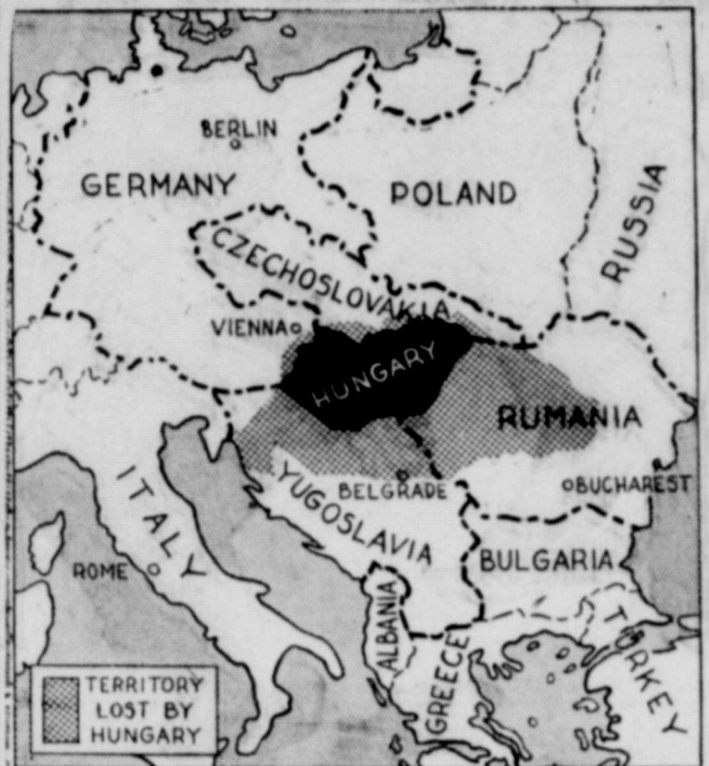 BERLIN
GERMANY
POLAND
RUSSIA
CZECHOSLOVAKIA
VIENNA
HUNGARY
RUMANIA
ITALY
YUGOSLAVIA
BELGRADE
BUCHAREST
ROME
BULGARIA
ALBANIA
GREECE
TURKEY
TERRITORY
LOST BY
HUNGARY